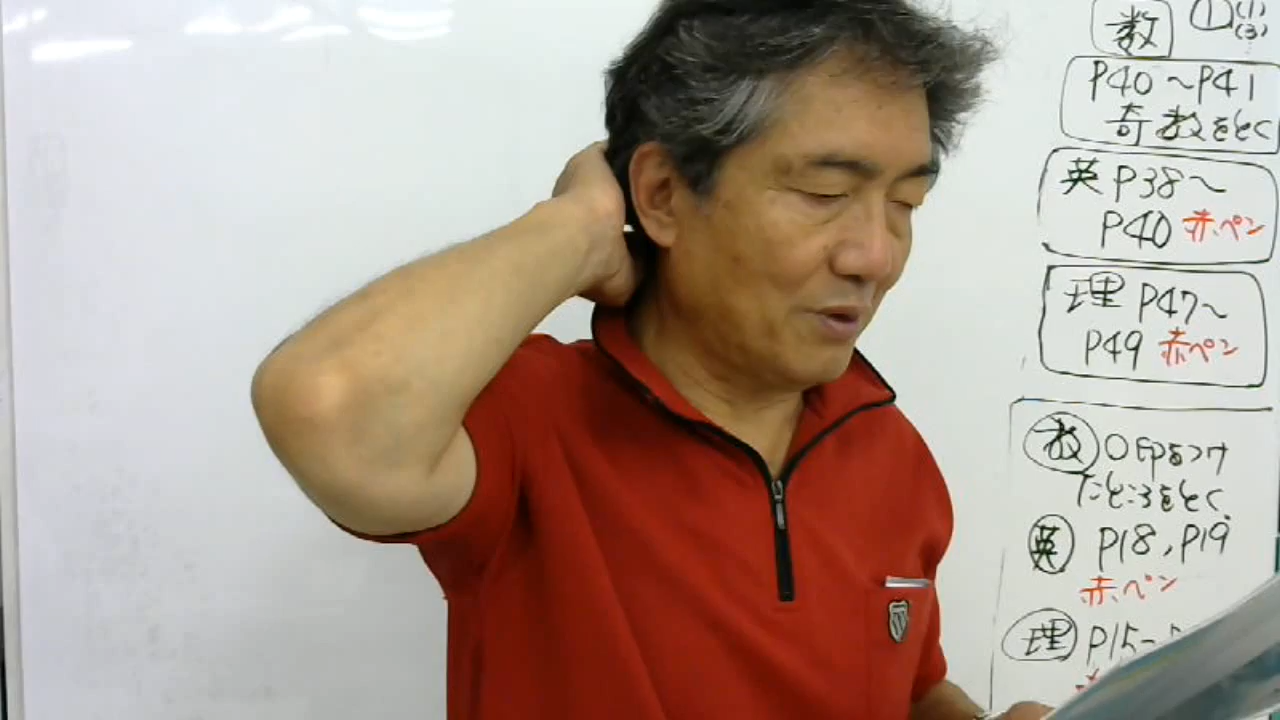 数 ① (1)
(3)
P40 ~P41
奇数をとく
英 P38~
P40 赤ペン
理 P47~
P49 赤ペン
数 ○印をつけ
たところをとく.
英 P18, P19
赤ペン
理 P15~